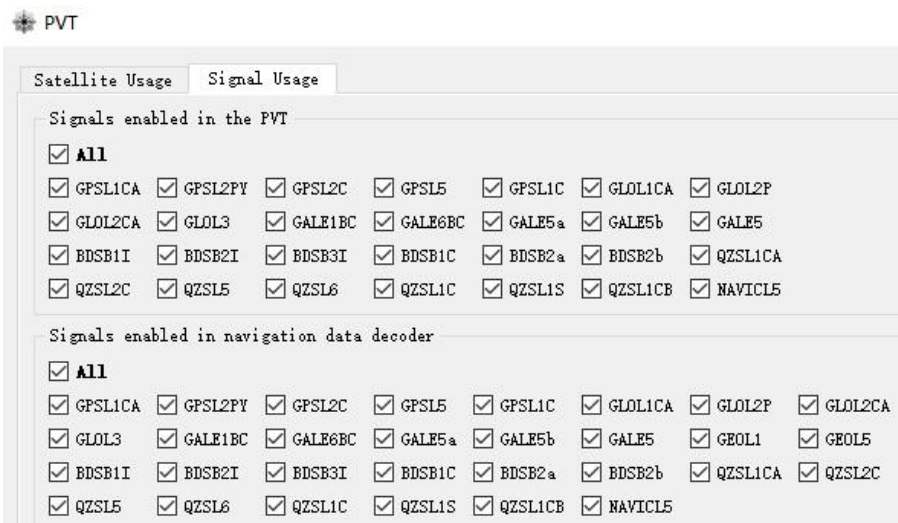 PVT
Satellite Usage Signal Usage
Signals enabled in the PVT
All
GPSL1CA GPSL2PY GPSL2C GPSL5 GPSL1C GLOL1CA GLOL2P
GLOL2CA GLOL3 GALE1BC GALE6BC GALE5a GALE5b GALE5
BDSB1I BDSB2I BDSB3I BDSB1C BDSB2a BDSB2b QZSL1CA
QZSL2C QZSL5 QZSL6 QZSL1C QZSL1S QZSL1CB NAVICL5
Signals enabled in navigation data decoder
All
GPSL1CA GPSL2PY GPSL2C GPSL5 GPSL1C GLOL1CA GLOL2P GLOL2CA
GLOL3 GALE1BC GALE6BC GALE5a GALE5b GALE5 GEOL1 GEOL5
BDSB1I BDSB2I BDSB3I BDSB1C BDSB2a BDSB2b QZSL1CA QZSL2C
QZSL5 QZSL6 QZSL1C QZSL1S QZSL1CB NAVICL5